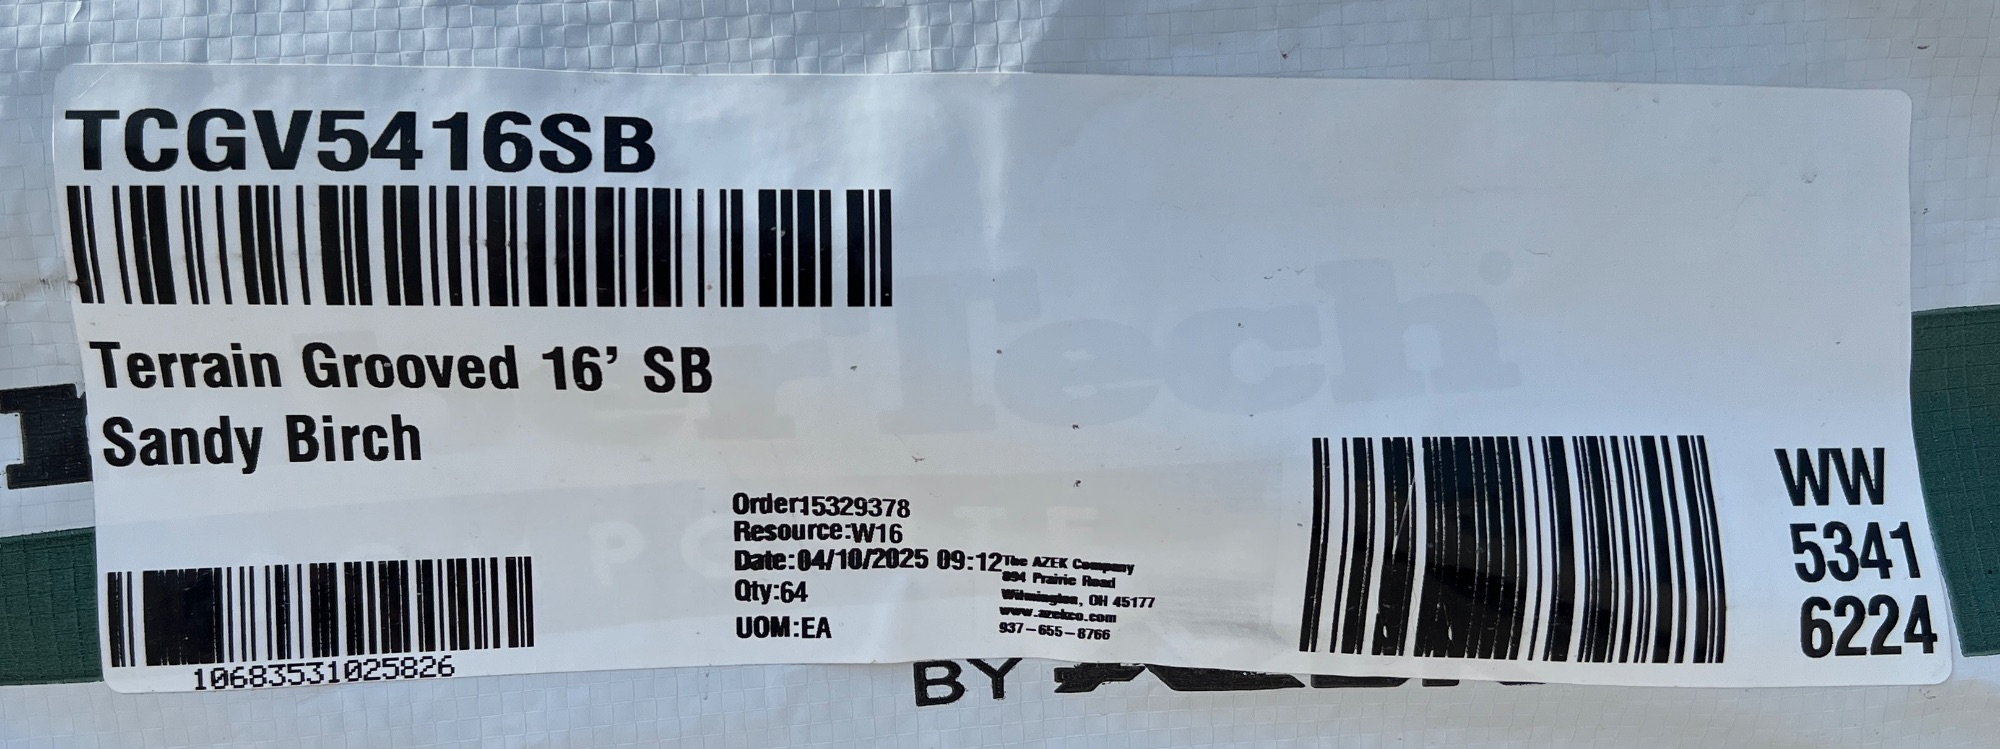 TCGV5416SB
Terrain Grooved 16' SB
Sandy Birch
Order:15329378
Resource:W16
Date:04/10/2025 09:12
Qty:64
UOM:EA
The AZEK Company
894 Prairie Road
Wilmington, OH 45177
www.azekco.com
937-655-8766
WW
5341
6224
10683531025826
BY